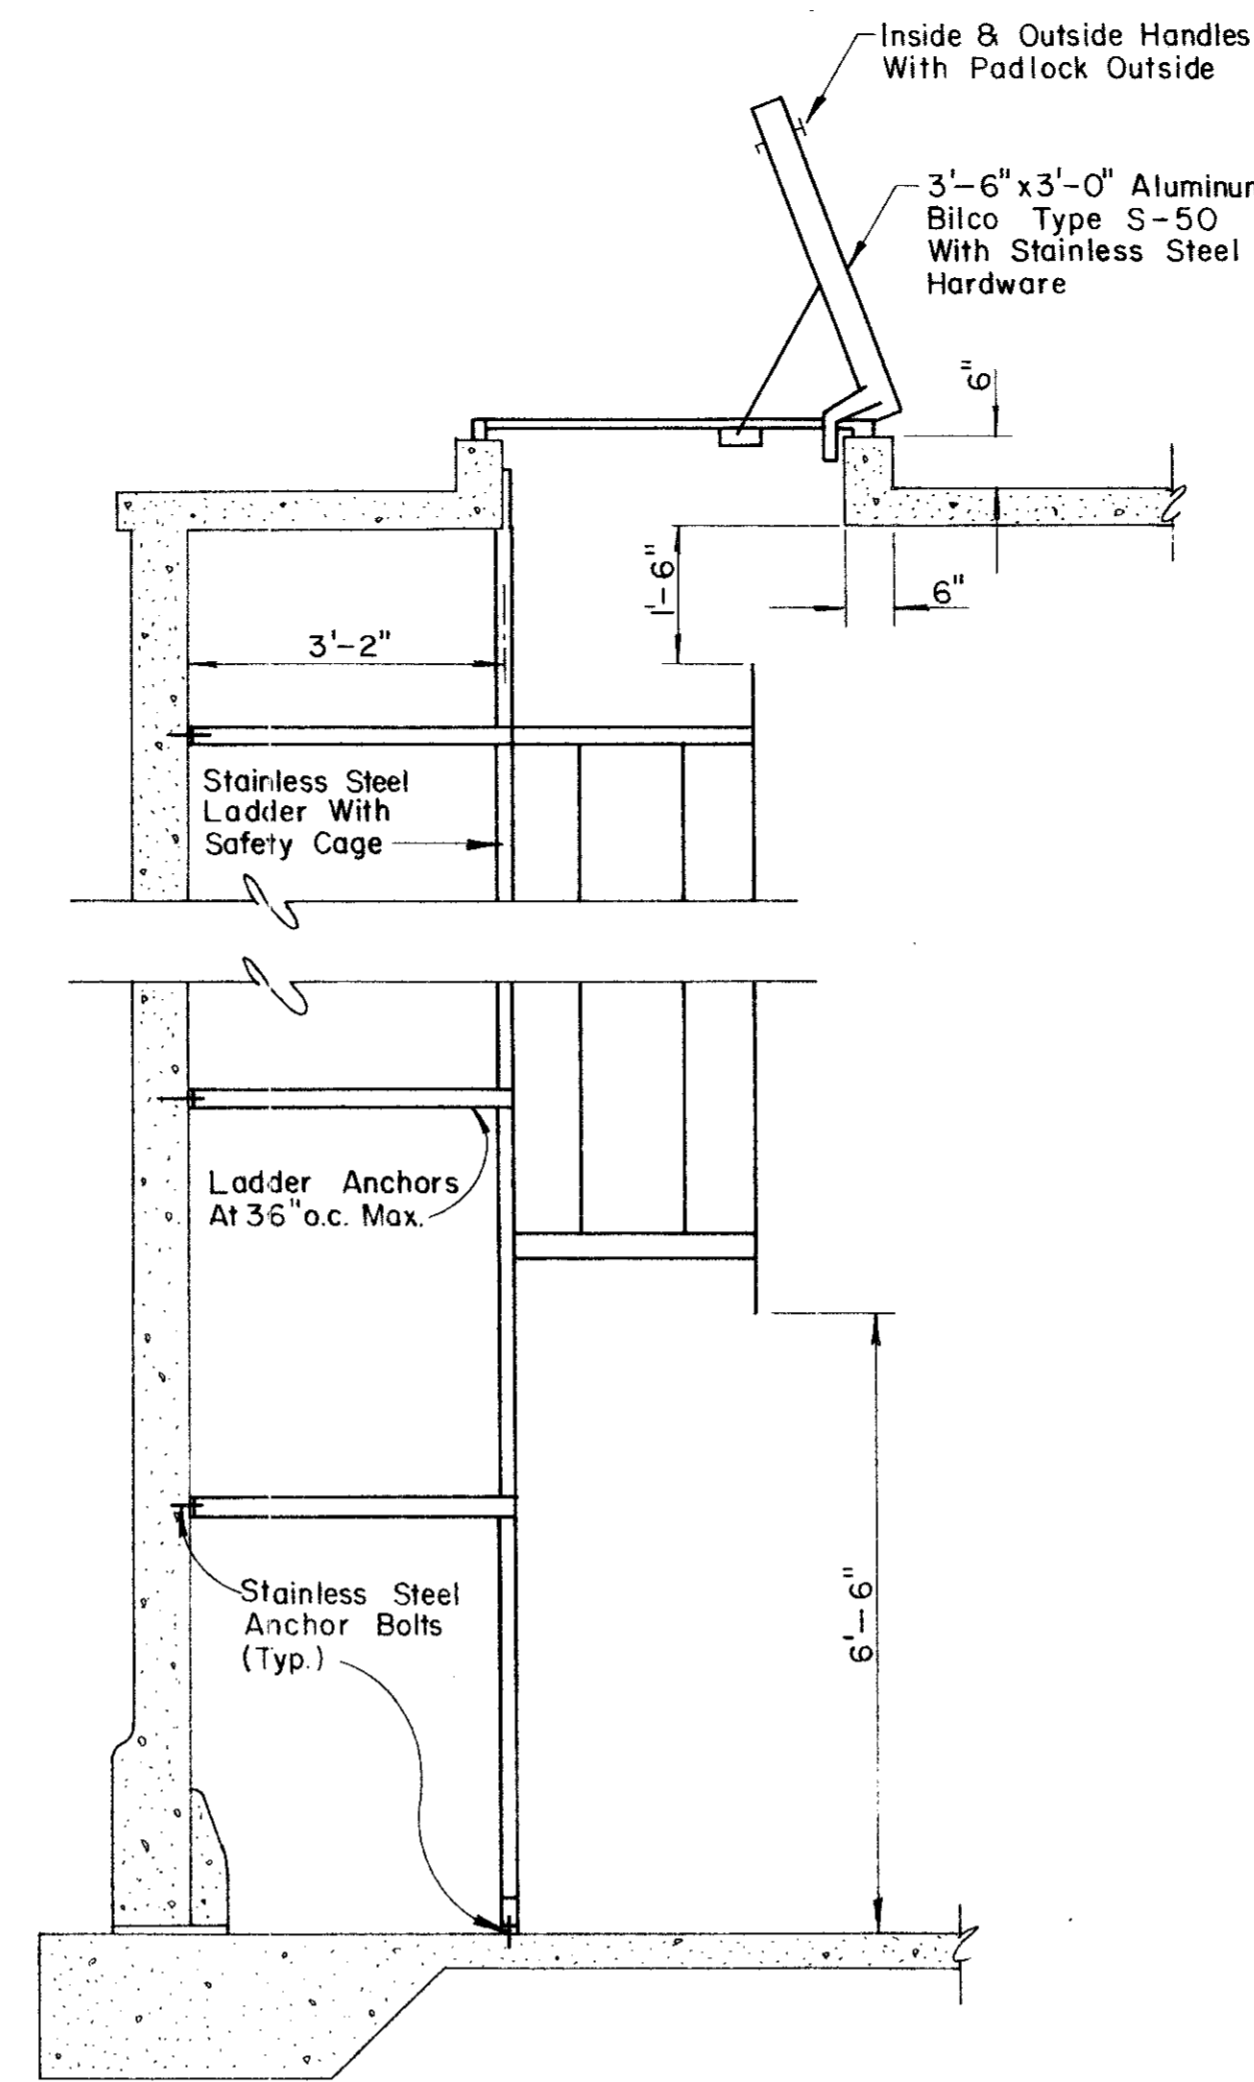 Inside & Outside Handles
With Padlock Outside
3'-6"x3'-0" Aluminum
Bilco Type S-50
With Stainless Steel
Hardware
6"
1'-6"
6"
3'-2"
Stainless Steel
Ladder With
Safety Cage
Ladder Anchors
At 36" o.c. Max.
Stainless Steel
Anchor Bolts
(Typ.)
6'-6"